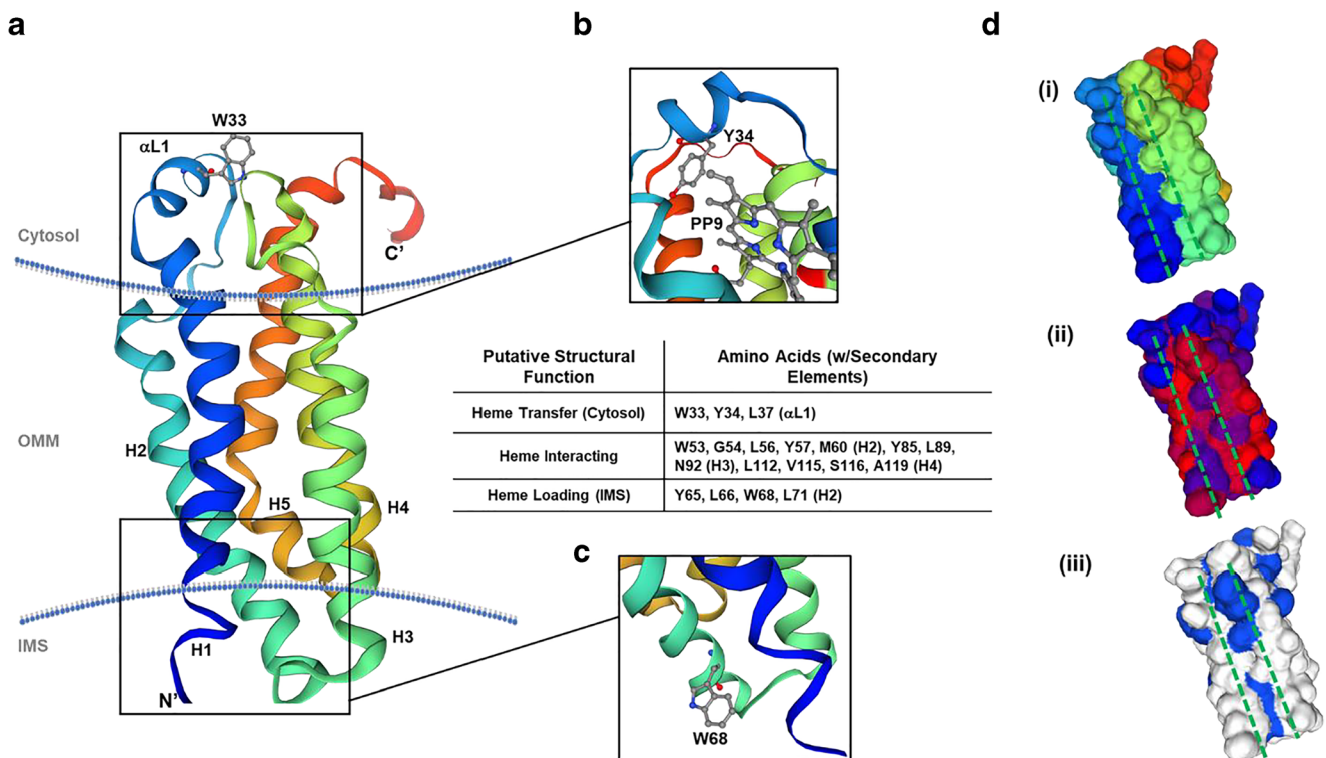 a
W33
αL1
Cytosol
C'
OMM
H2
H5
H4
IMS
H1
H3
N'
b
Y34
PP9
Putative Structural
Function
Amino Acids (w/Secondary
Elements)
Heme Transfer (Cytosol)
W33, Y34, L37 (αL1)
Heme Interacting
W53, G54, L56, Y57, M60 (H2), Y85, L89,
N92 (H3), L112, V115, S116, A119 (H4)
Heme Loading (IMS)
Y65, L66, W68, L71 (H2)
c
W68
d
(i)
(ii)
(iii)